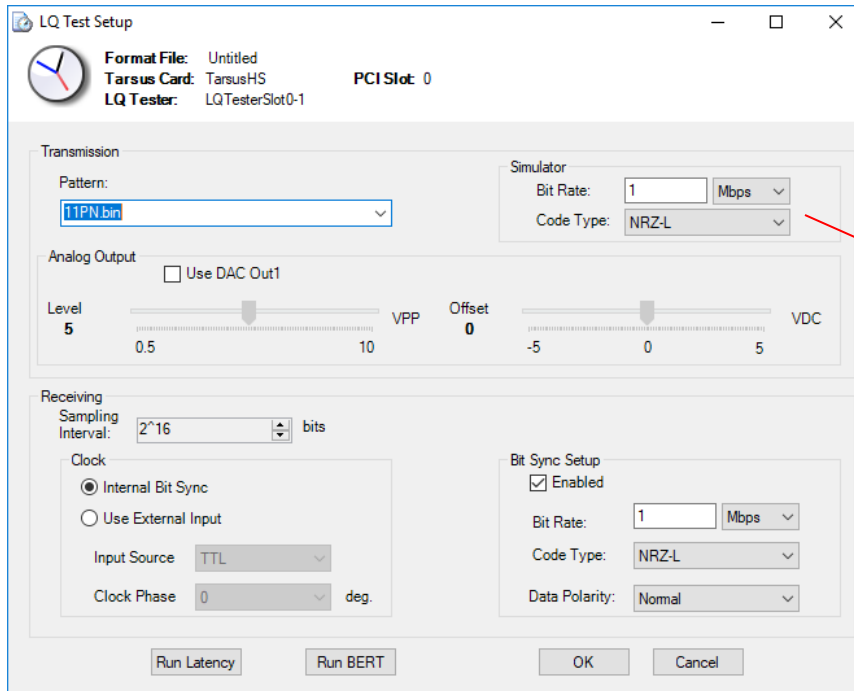 LQ Test Setup
Format File: Untitled
Tarsus Card: TarsusHS PCI Slot: 0
LQ Tester: LQTesterSlot0-1
Transmission
Pattern:
11PN.bin
Simulator
Bit Rate: 1 Mbps
Code Type: NRZ-L
Analog Output
Use DAC Out1
Level
5
VPP
0.5 10
Offset
0
VDC
-5 0 5
Receiving
Sampling
Interval: 2^16 bits
Clock
Internal Bit Sync
Use External Input
Input Source TTL
Clock Phase 0 deg.
Bit Sync Setup
Enabled
Bit Rate: 1 Mbps
Code Type: NRZ-L
Data Polarity: Normal
Run Latency Run BERT OK Cancel